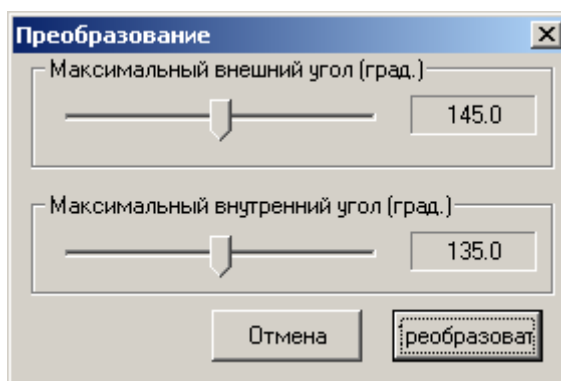 Преобразование
Максимальный внешний угол (град.)
145.0
Максимальный внутренний угол (град.)
135.0
Отмена
реобразоват